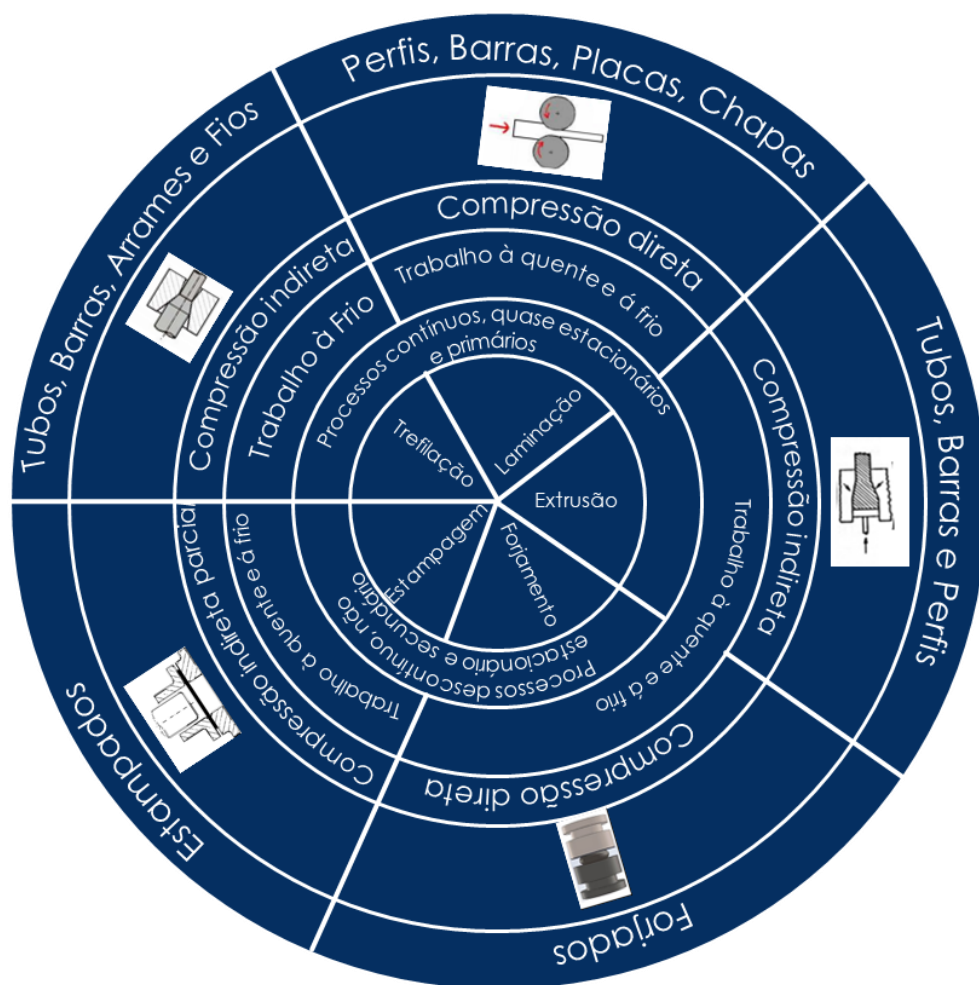 Perfis, Barras, Placas, Chapas
Compressão direta
Trabalho à quente e á frio
Processos contínuos, quase estacionários
e primários
Laminação
Tubos, Barras e Perfis
Compressão indireta
Trabalho à quente e á frio
Extrusão
Forjados
Compressão direta
Processos descontínuo, não
estacionário e secundário
Forjamento
Estampados
Compressão indireta parcial
Trabalho à quente e á frio
Estampagem
Tubos, Barras, Arrames e Fios
Compressão indireta
Trabalho à Frio
Trefilação